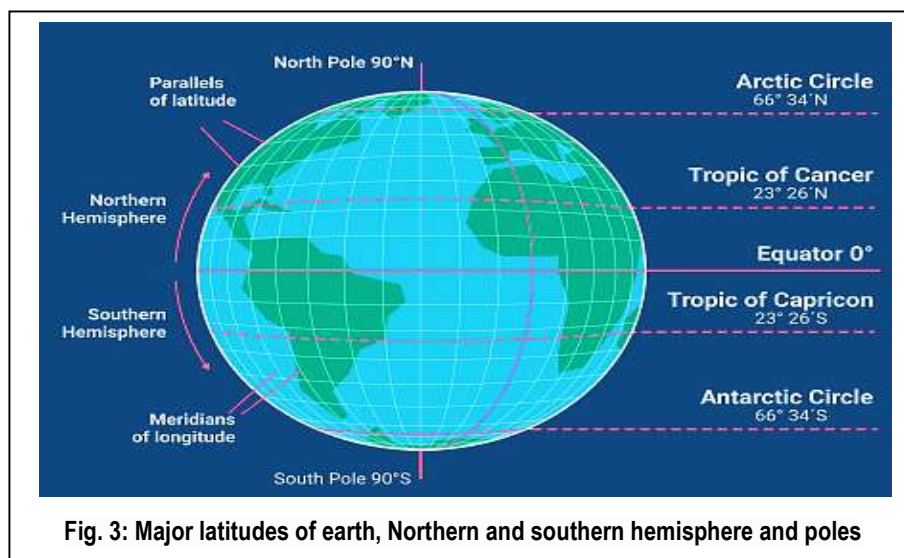 North Pole 90°N
Parallels
of latitude
Arctic Circle
66° 34'N
Northern
Hemisphere
Tropic of Cancer
23° 26'N
Equator 0°
Southern
Hemisphere
Tropic of Capricon
23° 26'S
Meridians
of longitude
Antarctic Circle
66° 34'S
South Pole 90°S
Fig. 3: Major latitudes of earth, Northern and southern hemisphere and poles